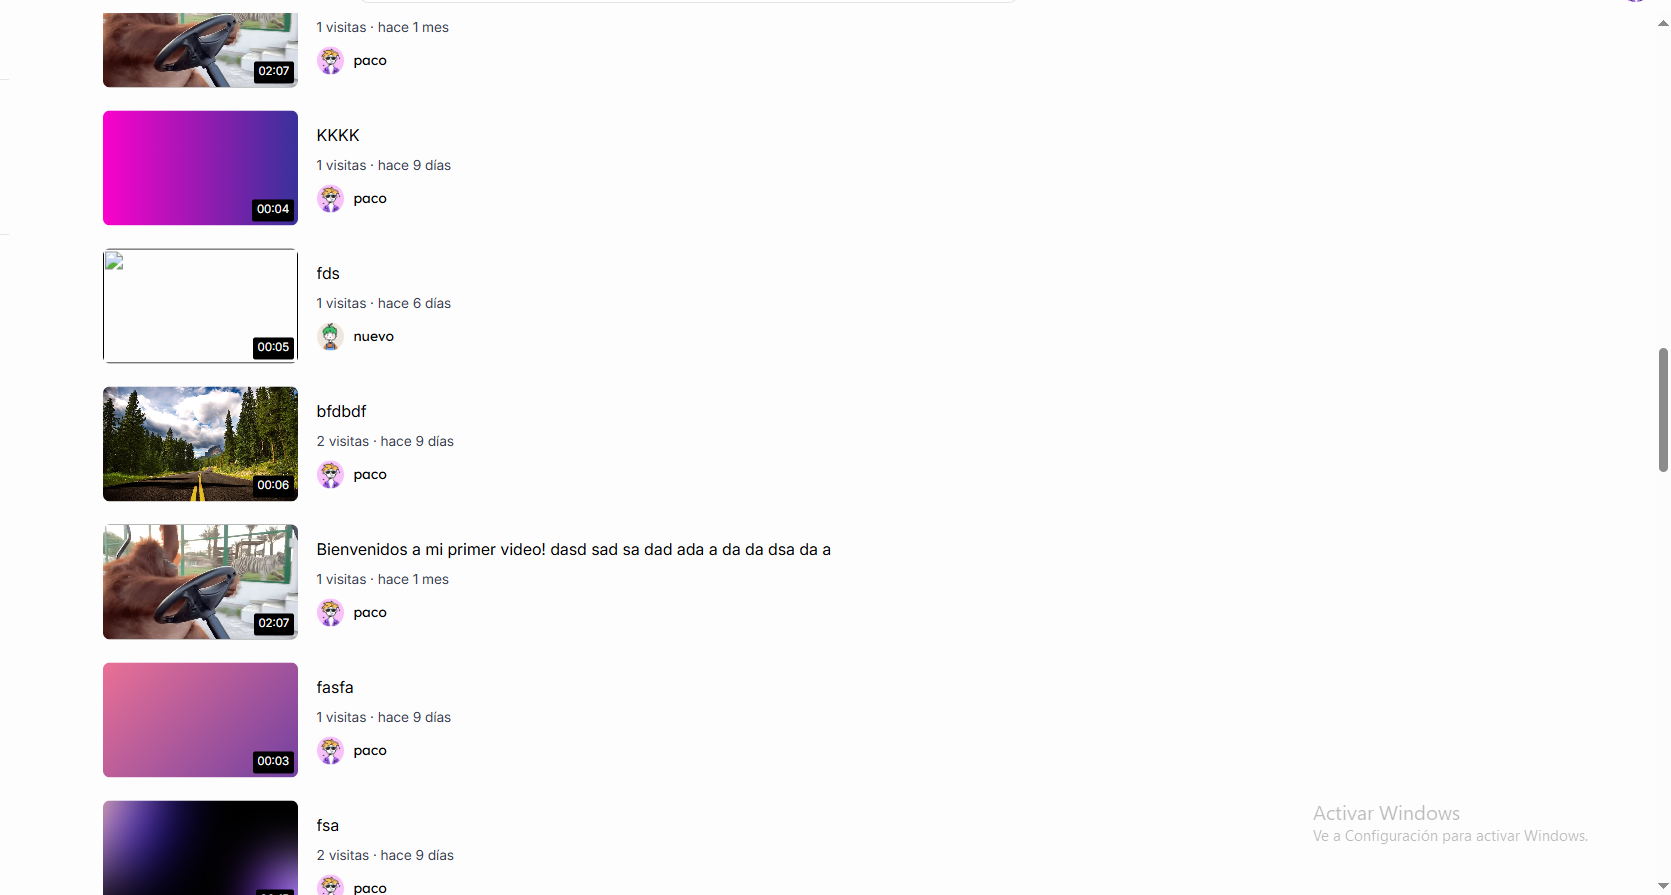 1 visitas · hace 1 mes
02:07
paco
KKKK
1 visitas · hace 9 días
00:04
paco
fds
1 visitas · hace 6 días
00:05
nuevo
bfdbdf
2 visitas · hace 9 días
00:06
paco
Bienvenidos a mi primer video! dasd sad sa dad ada a da da dsa da a
1 visitas · hace 1 mes
02:07
paco
fasfa
1 visitas · hace 9 días
00:03
paco
fsa
2 visitas · hace 9 días
paco
Activar Windows
Ve a Configuración para activar Windows.